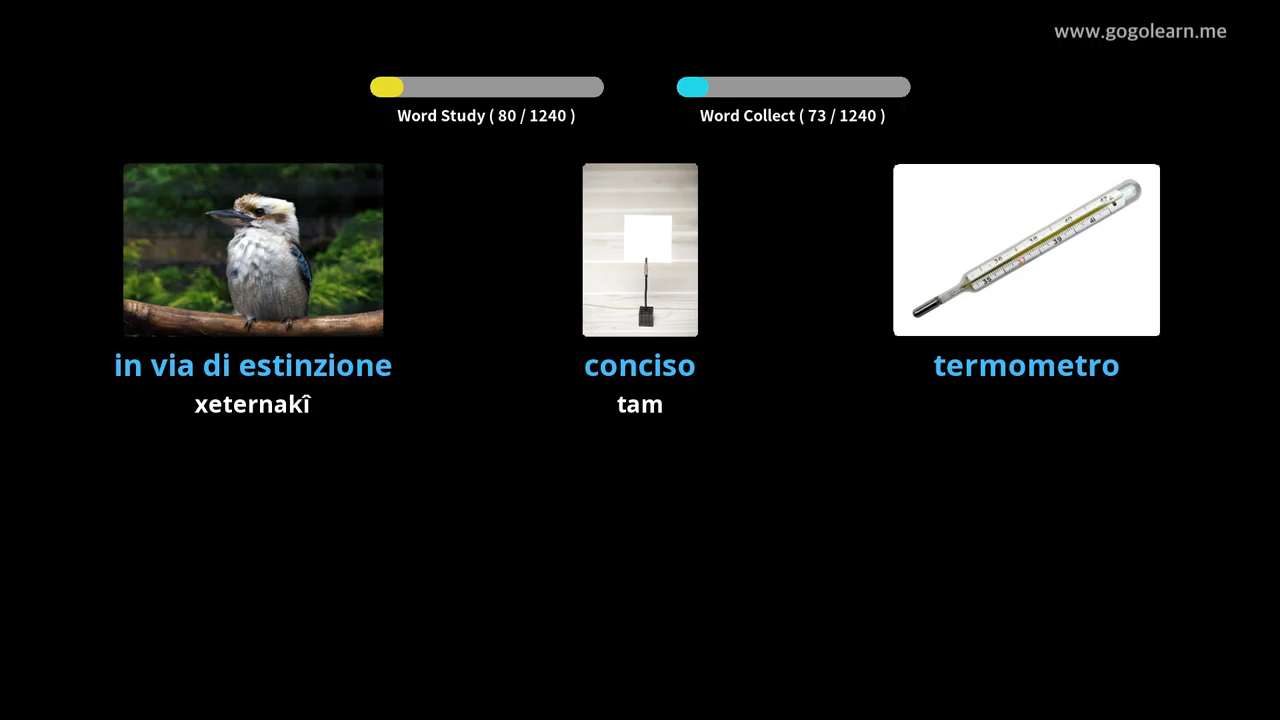 www.gogolearn.me
Word Study ( 80 / 1240 )
Word Collect ( 73 / 1240 )
in via di estinzione
conciso
termometro
xeternakî
tam